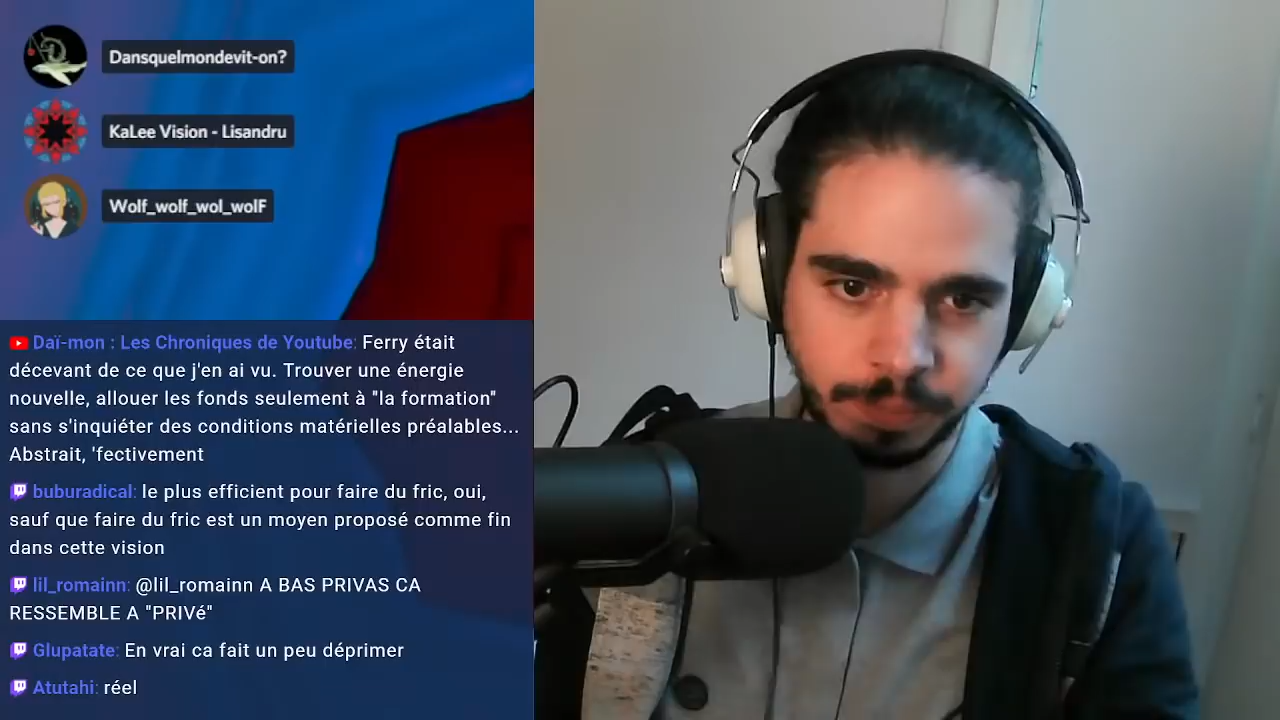 Dansquelmondevit-on?
KaLee Vision - Lisandru
Wolf_wolf_wol_wolF
Daï-mon : Les Chroniques de Youtube: Ferry était
décevant de ce que j'en ai vu. Trouver une énergie
nouvelle, allouer les fonds seulement à "la formation"
sans s'inquiéter des conditions matérielles préalables...
Abstrait, 'fectivement
buburadical: le plus efficient pour faire du fric, oui,
sauf que faire du fric est un moyen proposé comme fin
dans cette vision
lil_romainn: @lil_romainn A BAS PRIVAS CA
RESSEMBLE A "PRIVé"
Glupatate: En vrai ca fait un peu déprimer
Atutahi: réel